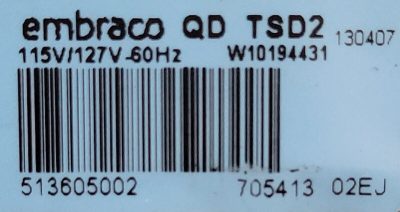 embraco QD TSD2 130407
115V/127V-60Hz W10194431
513605002 705413 02EJ